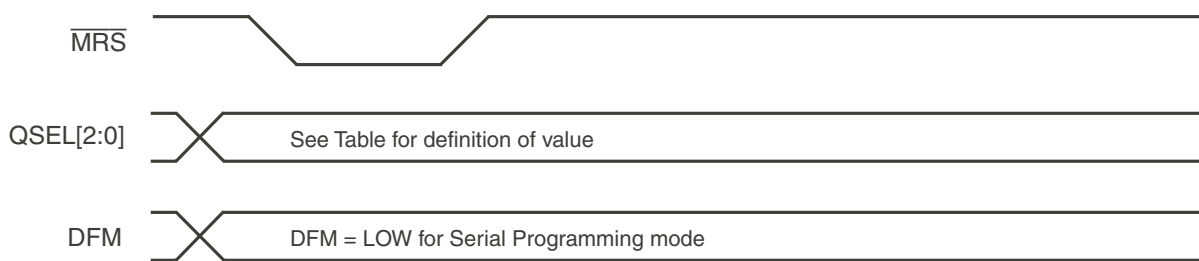 MRS
QSEL[2:0] See Table for definition of value
DFM DFM = LOW for Serial Programming mode